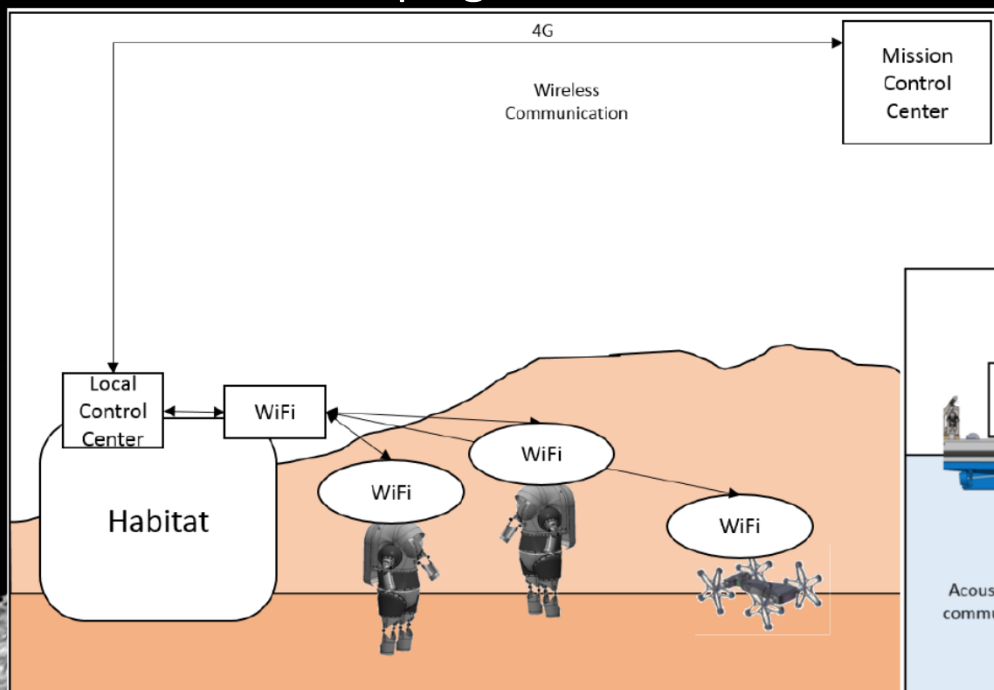 4G
Mission
Control
Center
Wireless
Communication
Local
Control
Center
WiFi
WiFi
WiFi
Habitat
WiFi